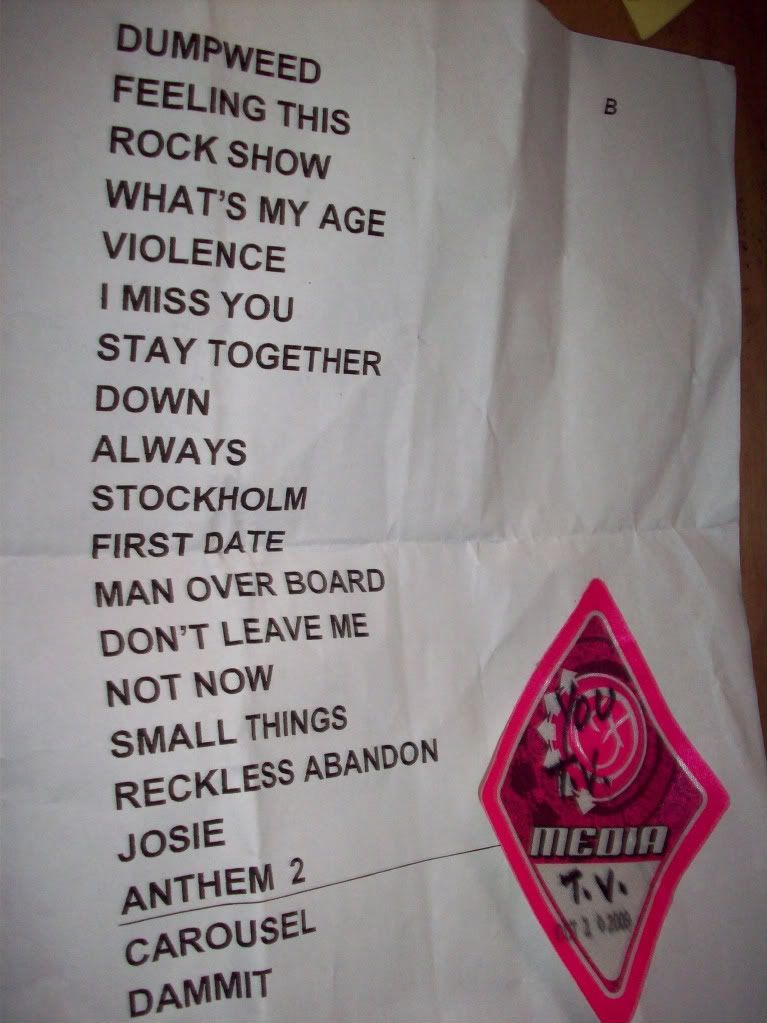 DUMPWEED
FEELING THIS
ROCK SHOW
WHAT'S MY AGE
VIOLENCE
I MISS YOU
STAY TOGETHER
DOWN
ALWAYS
STOCKHOLM
FIRST DATE
MAN OVER BOARD
DON'T LEAVE ME
NOT NOW
SMALL THINGS
RECKLESS ABANDON
JOSIE
ANTHEM 2
CAROUSEL
DAMMIT
B
YOU
T.V.
MEDIA
T.V.
2009